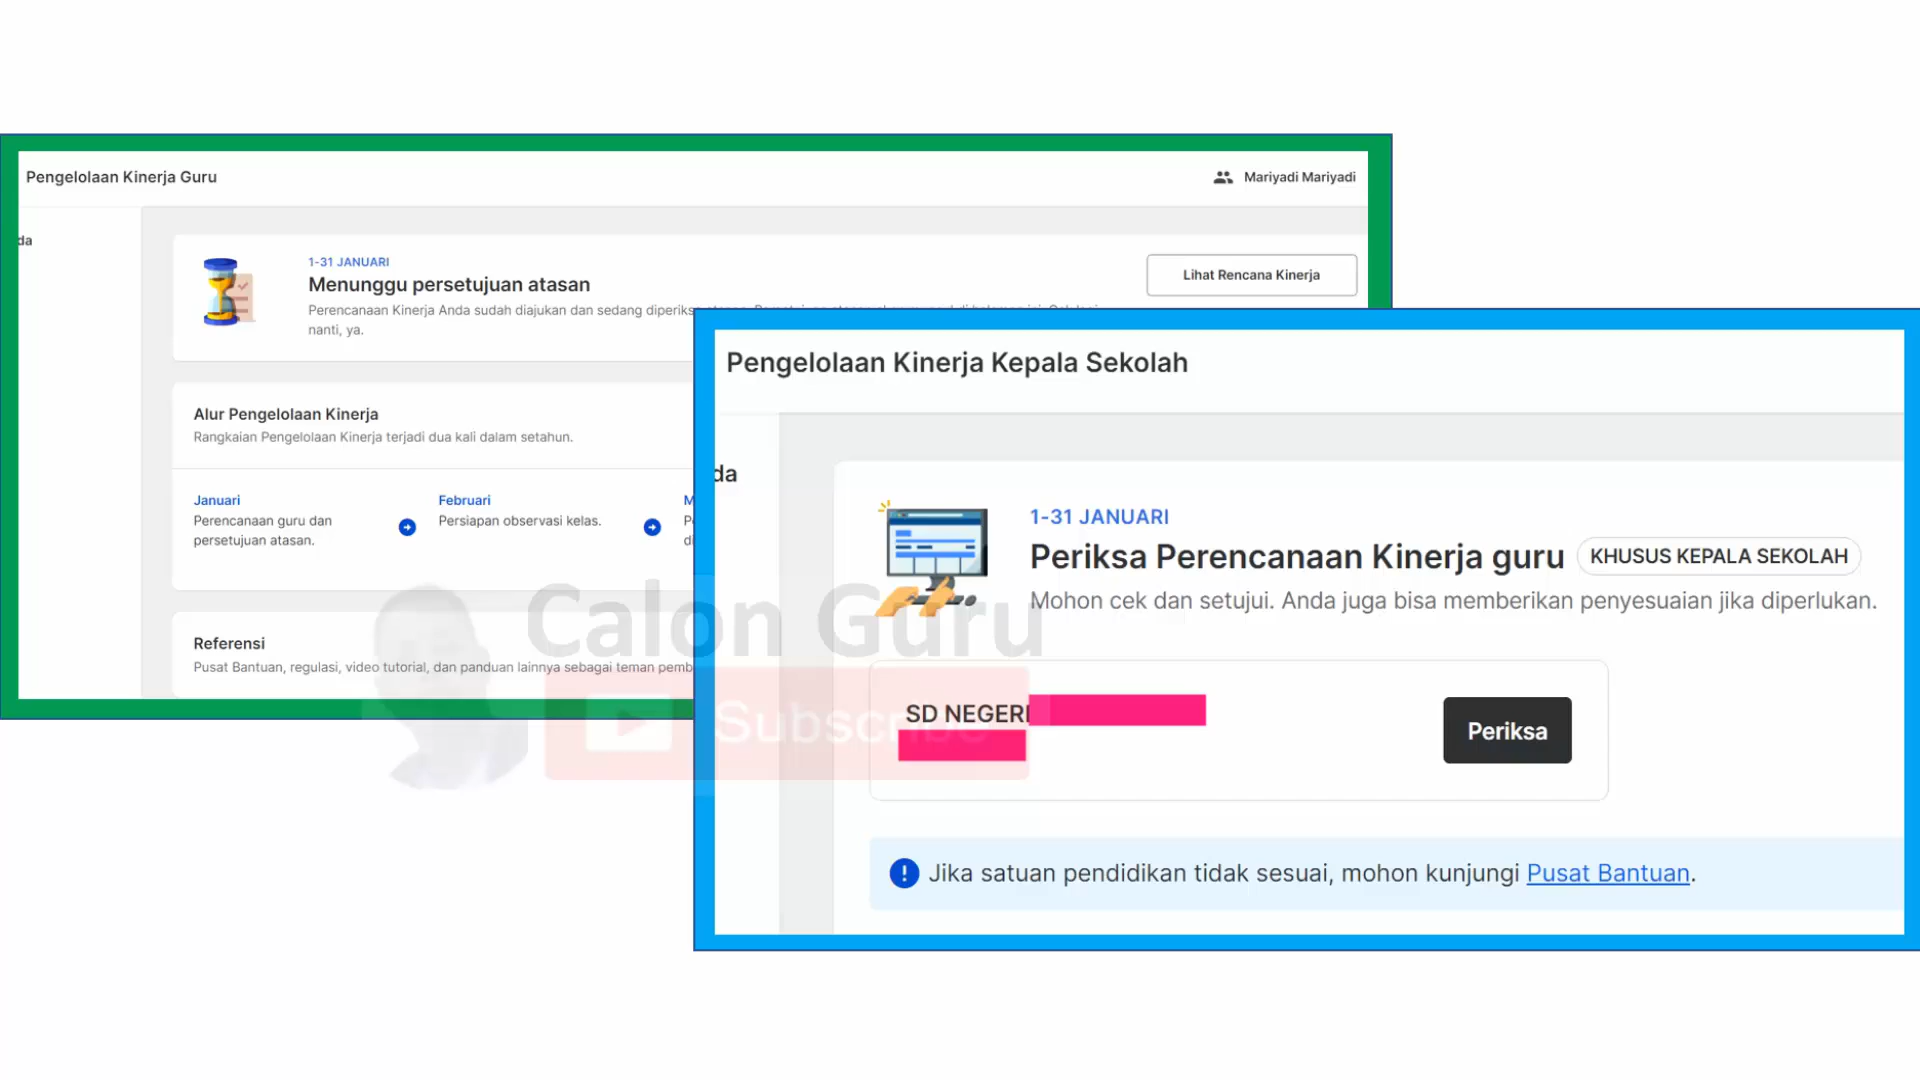 Pengelolaan Kinerja Guru
Mariyadi Mariyadi
da
1-31 JANUARI
Menunggu persetujuan atasan
Perencanaan Kinerja Anda sudah diajukan dan sedang diperiksa
nanti, ya.
Lihat Rencana Kinerja
Alur Pengelolaan Kinerja
Rangkaian Pengelolaan Kinerja terjadi dua kali dalam setahun.
Januari
Perencanaan guru dan
persetujuan atasan.
Februari
Persiapan observasi kelas.
M
P
di
Referensi
Pusat Bantuan, regulasi, video tutorial, dan panduan lainnya sebagai teman pemb
Pengelolaan Kinerja Kepala Sekolah
da
1-31 JANUARI
Periksa Perencanaan Kinerja guru
KHUSUS KEPALA SEKOLAH
Mohon cek dan setujui. Anda juga bisa memberikan penyesuaian jika diperlukan.
SD NEGERI
Periksa
Jika satuan pendidikan tidak sesuai, mohon kunjungi Pusat Bantuan.
Calon Guru
Subscribe